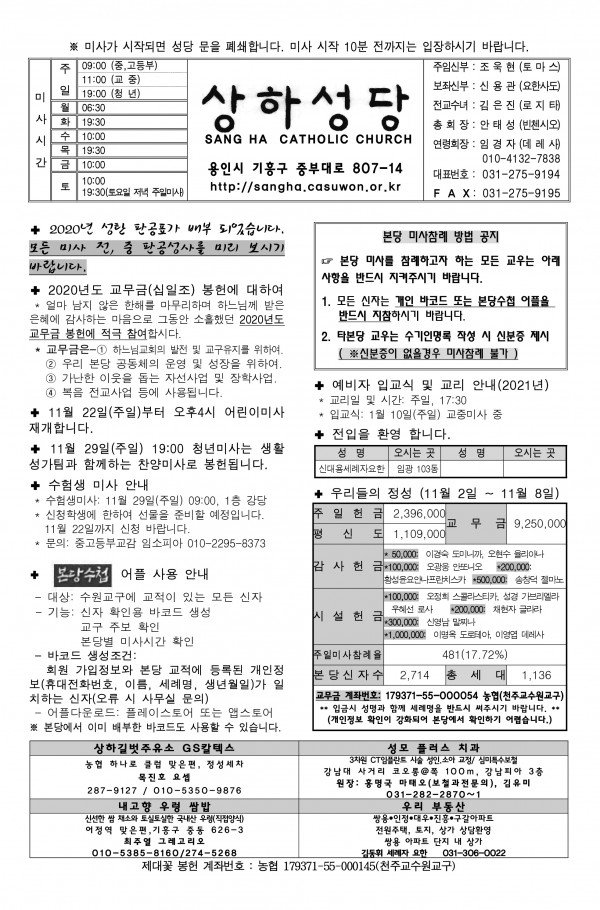 ※ 미사가 시작되면 성당 문을 폐쇄합니다. 미사 시작 10분 전까지는 입장하시기 바랍니다.
미사시간
주일
09:00 (중,고등부)
11:00 (교 중)
19:00 (청 년)
월 06:30
화 19:30
수 10:00
목 19:30
금 10:00
토 10:00
19:30(토요일 저녁 주일미사)
상하성당
SANG HA CATHOLIC CHURCH
용인시 기흥구 중부대로 807-14
http://sangha.casuwon.or.kr
주임신부 : 조 욱 현 (토 마 스)
보좌신부 : 신 용 관 (요한사도)
전교수녀 : 김 은 진 (로 지 타)
총 회 장 : 안 태 성 (빈첸시오)
연령회장 : 임 경 자 (데 레 사)
010-4132-7838
대표번호 : 031-275-9194
F A X : 031-275-9195
✚ 2020년 성탄 판공표가 배부 되었습니다.
모든 미사 전, 중 판공성사를 미리 보시기
바랍니다.
✚ 2020년도 교무금(십일조) 봉헌에 대하여
* 얼마 남지 않은 한해를 마무리하며 하느님께 받은
은혜에 감사하는 마음으로 그동안 소홀했던 2020년도
교무금 봉헌에 적극 참여합시다.
* 교무금은-① 하느님교회의 발전 및 교구유지를 위하여.
② 우리 본당 공동체의 운영 및 성장을 위하여.
③ 가난한 이웃을 돕는 자선사업 및 장학사업.
④ 복음 전교사업 등에 사용됩니다.
✚ 11월 22일(주일)부터 오후4시 어린이미사
재개합니다.
✚ 11월 29일(주일) 19:00 청년미사는 생활
성가팀과 함께하는 찬양미사로 봉헌됩니다.
✚ 수험생 미사 안내
* 수험생미사: 11월 29일(주일) 09:00, 1층 강당
* 신청학생에 한하여 선물을 준비할 예정입니다.
11월 22일까지 신청 바랍니다.
* 문의: 중고등부교감 임소피아 010-2295-8373
✚ 본당수첩 어플 사용 안내
- 대상: 수원교구에 교적이 있는 모든 신자
- 기능: 신자 확인용 바코드 생성
교구 주보 확인
본당별 미사시간 확인
- 바코드 생성조건:
회원 가입정보와 본당 교적에 등록된 개인정
보(휴대전화번호, 이름, 세례명, 생년월일)가 일
치하는 신자(오류 시 사무실 문의)
- 어플다운로드: 플레이스토어 또는 앱스토어
※ 본당에서 이미 배부한 바코드도 사용할 수 있습니다.
본당 미사참례 방법 공지
☞ 본당 미사를 참례하고자 하는 모든 교우는 아래
사항을 반드시 지켜주시기 바랍니다.
1. 모든 신자는 개인 바코드 또는 본당수첩 어플을
반드시 지참하시기 바랍니다.
2. 타본당 교우는 수기인명록 작성 시 신분증 제시
( ※신분증이 없을경우 미사참례 불가 )
✚ 예비자 입교식 및 교리 안내(2021년)
* 교리일 및 시간: 주일, 17:30
* 입교식: 1월 10일(주일) 교중미사 중
✚ 전입을 환영 합니다.
성 명 오시는 곳 성 명 오시는 곳
신대용세례자요한 임광 103동
✚ 우리들의 정성 (11월 2일 ~ 11월 8일)
주 일 헌 금 2,396,000 교 무 금 9,250,000
평 신 도 1,109,000
감 사 헌 금
* 50,000: 이경숙 도미니까, 오현수 율리아나
*100,000: 오광웅 안또니오 *200,000:
황성윤요안나프란치스카 *500,000: 송창덕 젤마노
시 설 헌 금
*100,000: 오정희 스콜라스티카, 성경 가브리엘라
우혜선 로사 *200,000: 채현자 글라라
*300,000: 신영남 말찌나
*1,000,000: 이명옥 도로테아, 이영엽 데레사
주일미사참례율 481(17.72%)
본 당 신 자 수 2,714 총 세 대 1,136
교무금 계좌번호: 179371-55-000054 농협(천주교수원교구)
** 입금시 성명과 함께 세례명을 반드시 써주시기 바랍니다. **
(개인정보 확인이 강화되어 본당에서 확인하기 어렵습니다.)
상하길벗주유소 GS칼텍스
농협 하나로 클럽 맞은편, 정성세차
목진호 요셉
287-9127 / 010-5350-9876
성모 플러스 치과
3차원 CT임플란트 시술 성인,소아 교정/ 심미특수보철
강남대 사거리 코오롱@쪽 100m, 강남피아 3층
원장: 홍명국 마태오(보철과전문의), 김유미
031-282-2870~1
내고향 우렁 쌈밥
신선한 쌈 채소와 토실토실한 국내산 우렁(직접양식)
어정역 맞은편,기흥구 중동 626-3
최주열 그레고리오
010-5385-8160/274-5268
우리 부동산
쌍용•인정•대우•진흥•구갈아파트
전원주택, 토지, 상가 상담환영
쌍용 아파트 단지 내 상가
김동휘 세례자 요한 031-306-0022
제대꽃 봉헌 계좌번호 : 농협 179371-55-000145(천주교수원교구)